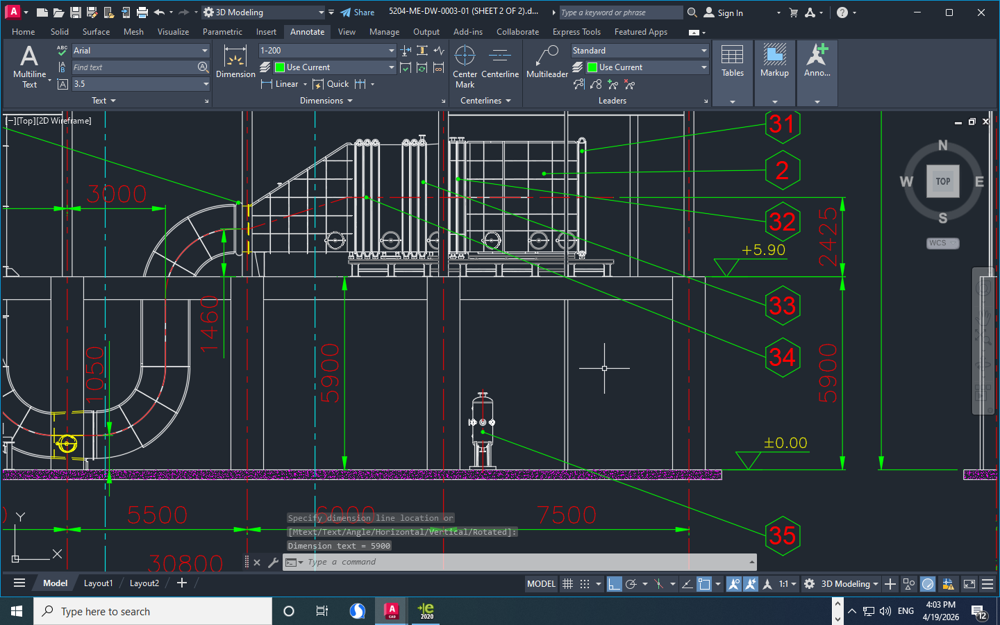 3D Modeling
Share
5204-ME-DW-0003-01 (SHEET 2 OF 2).d...
Type a keyword or phrase
Sign In
Home
Solid
Surface
Mesh
Visualize
Parametric
Insert
Annotate
View
Manage
Output
Add-ins
Collaborate
Express Tools
Featured Apps
Multiline
Text
ABC
Arial
Find text
3.5
Text
Dimension
1-200
Use Current
Linear
Quick
Dimensions
Center
Mark
Centerline
Centerlines
Multileader
Standard
Use Current
Leaders
Tables
Markup
Anno...
[−][Top][2D Wireframe]
N
W
TOP
E
S
WCS
31
2
32
33
34
35
3000
1460
1050
5900
2425
+5.90
5900
±0.00
5500
6000
7500
30800
Y
X
Specify dimension line location or
[Mtext/Text/Angle/Horizontal/Vertical/Rotated]:
Dimension text = 5900
Type a command
Model
Layout1
Layout2
MODEL
1:1
3D Modeling
Type here to search
A
CAD
e
2020
ENG
4:03 PM
4/19/2026
12